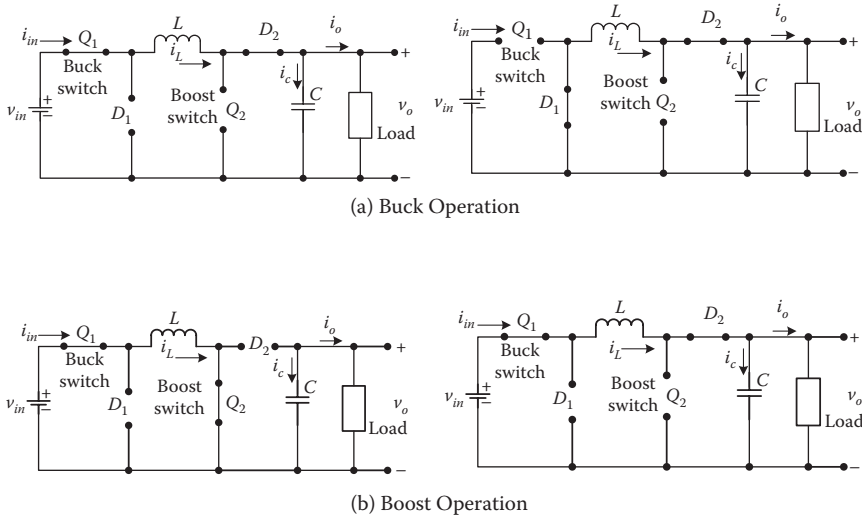 i_in Q_1 L D_2 i_o +
Buck switch i_L i_c
v_in + − D_1 Boost switch Q_2 C Load v_o
−
i_in Q_1 L D_2 i_o +
Buck switch i_L i_c
v_in + − D_1 Boost switch Q_2 C Load v_o
−
(a) Buck Operation
i_in Q_1 L D_2 i_o +
Buck switch i_L i_c
v_in + − D_1 Boost switch Q_2 C Load v_o
−
i_in Q_1 L D_2 i_o +
Buck switch i_L i_c
v_in + − D_1 Boost switch Q_2 C Load v_o
−
(b) Boost Operation